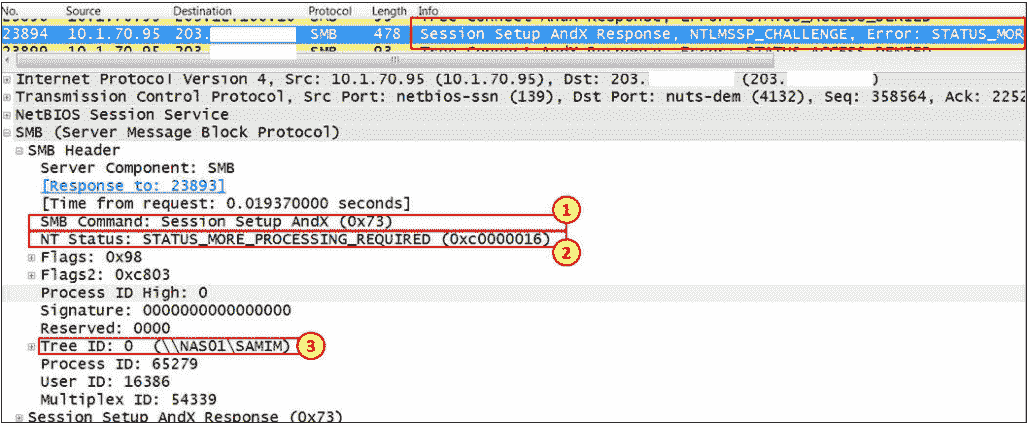 No. Source Destination Protocol Length Info
23894 10.1.70.95 203. SMB 478 Session Setup AndX Response, NTLMSSP_CHALLENGE, Error: STATUS_MOR
Internet Protocol Version 4, Src: 10.1.70.95 (10.1.70.95), Dst: 203. (203. )
Transmission Control Protocol, Src Port: netbios-ssn (139), Dst Port: nuts-dem (4132), Seq: 358564, Ack: 2252
NetBIOS Session Service
SMB (Server Message Block Protocol)
SMB Header
Server Component: SMB
[Response to: 23893]
[Time from request: 0.019370000 seconds]
SMB Command: Session Setup AndX (0x73) 1
NT Status: STATUS_MORE_PROCESSING_REQUIRED (0xc0000016) 2
Flags: 0x98
Flags2: 0xc803
Process ID High: 0
Signature: 0000000000000000
Reserved: 0000
Tree ID: 0 (\\NAS01\SAMIM) 3
Process ID: 65279
User ID: 16386
Multiplex ID: 54339
Session Setup AndX Response (0x73)